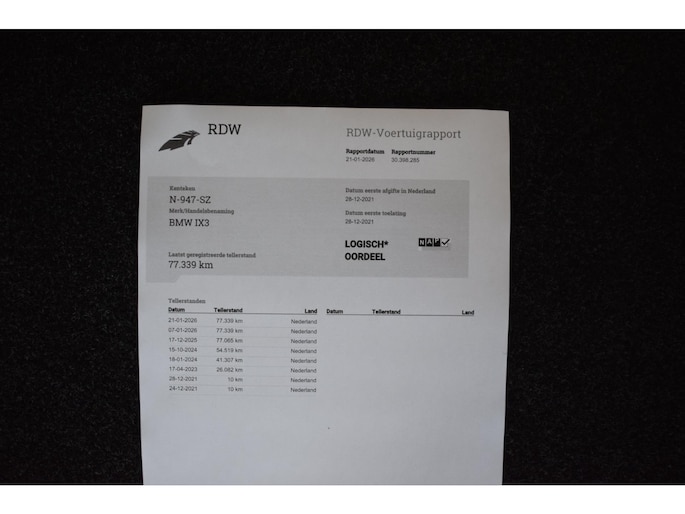 RDW
RDW-Voertuigrapport
Rapportdatum Rapportnummer
21-01-2026 30.398.285
Kenteken
N-947-SZ
Merk/Handelsbenaming
BMW IX3
Laatst geregistreerde tellerstand
77.339 km
Datum eerste afgifte in Nederland
28-12-2021
Datum eerste toelating
28-12-2021
LOGISCH*
OORDEEL
NAP
Tellerstanden
Datum Tellerstand Land Datum Tellerstand Land
21-01-2026 77.339 km Nederland
07-01-2026 77.339 km Nederland
17-12-2025 77.065 km Nederland
15-10-2024 54.519 km Nederland
18-01-2024 41.307 km Nederland
17-04-2023 26.082 km Nederland
28-12-2021 10 km Nederland
24-12-2021 10 km Nederland